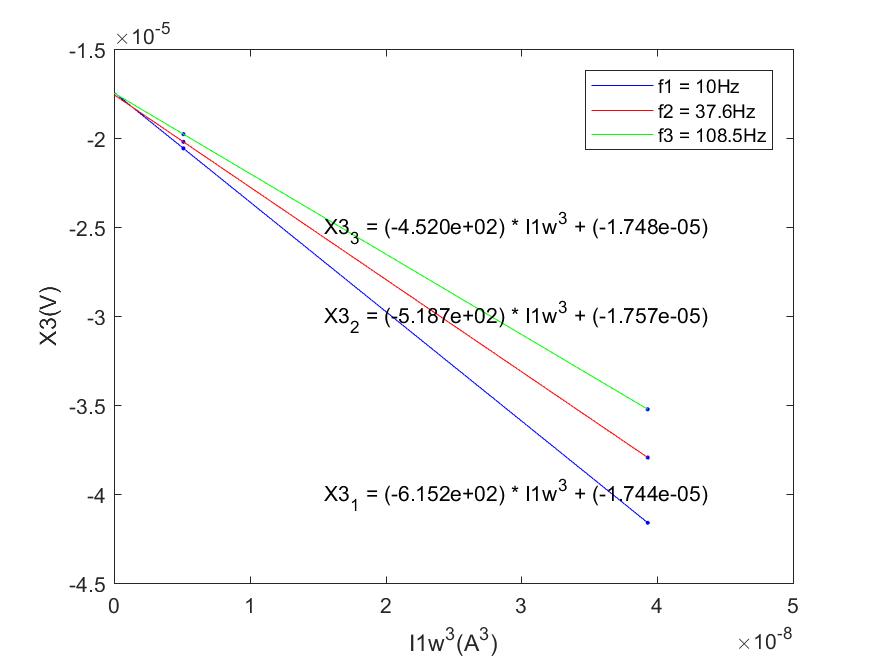 ×10⁻⁵
-1.5
f1 = 10Hz
f2 = 37.6Hz
f3 = 108.5Hz
-2
X3₃ = (-4.520e+02) * I1w³ + (-1.748e-05)
-2.5
X3(V)
X3₂ = (-5.187e+02) * I1w³ + (-1.757e-05)
-3
-3.5
X3₁ = (-6.152e+02) * I1w³ + (-1.744e-05)
-4
-4.5
0 1 2 3 4 5
I1w³(A³)
×10⁻⁸